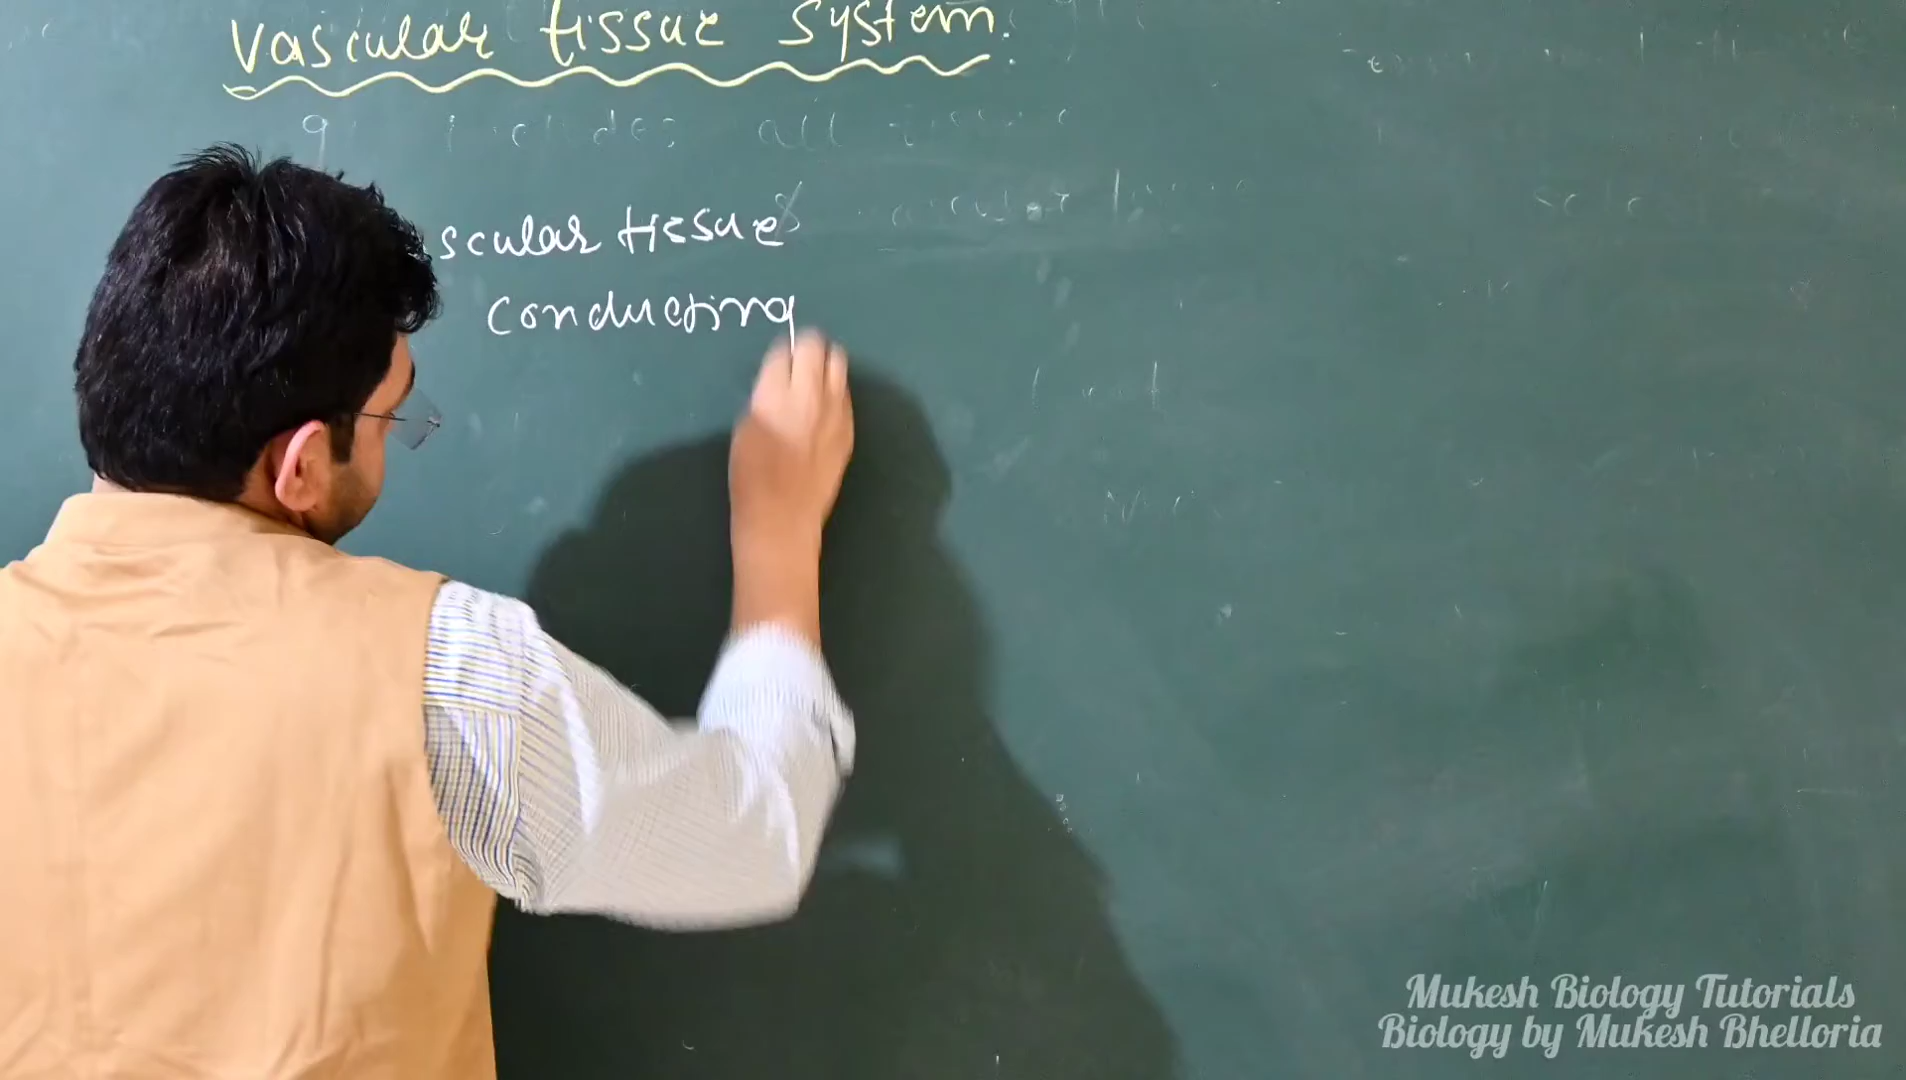 Vascular tissue system.
scular tissue
conducting
Mukesh Biology Tutorials
Biology by Mukesh Bhelloria